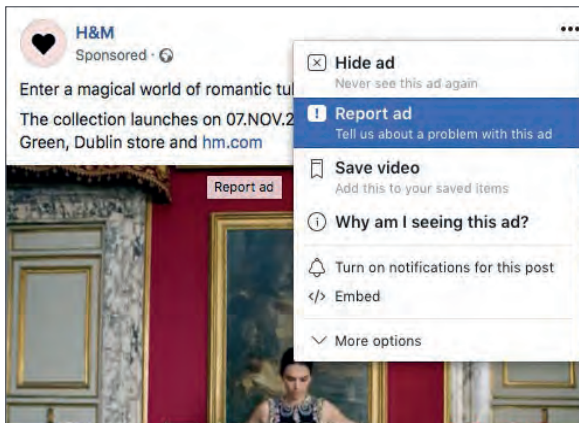 H&M
Sponsored ·
Enter a magical world of romantic
The collection launches on 07.NOV.2
Green, Dublin store and hm.com
Hide ad
Never see this ad again
Report ad
Tell us about a problem with this ad
Save video
Add this to your saved items
Why am I seeing this ad?
Turn on notifications for this post
</> Embed
More options
Report ad